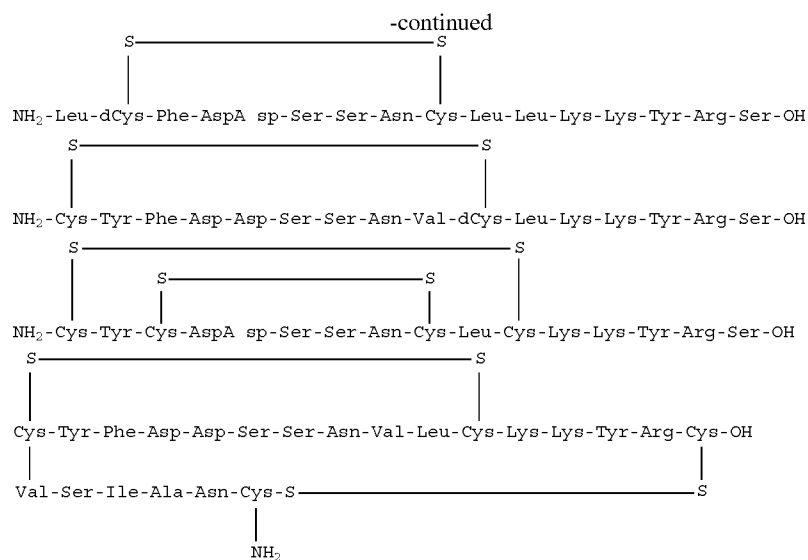 -continued
S S
NH2-Leu-dCys-Phe-AspA sp-Ser-Ser-Asn-Cys-Leu-Leu-Lys-Lys-Tyr-Arg-Ser-OH
S S
NH2-Cys-Tyr-Phe-Asp-Asp-Ser-Ser-Asn-Val-dCys-Leu-Lys-Lys-Tyr-Arg-Ser-OH
S S
S S
NH2-Cys-Tyr-Cys-AspA sp-Ser-Ser-Asn-Cys-Leu-Cys-Lys-Lys-Tyr-Arg-Ser-OH
S S
Cys-Tyr-Phe-Asp-Asp-Ser-Ser-Asn-Val-Leu-Cys-Lys-Lys-Tyr-Arg-Cys-OH
Val-Ser-Ile-Ala-Asn-Cys-S S
NH2